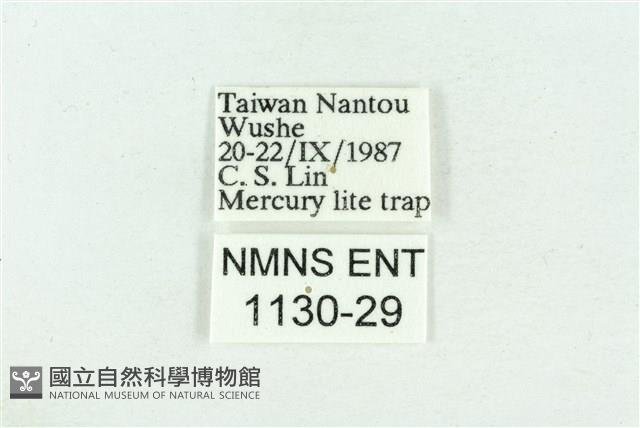 Taiwan Nantou
Wushe
20-22/IX/1987
C. S. Lin
Mercury lite trap
NMNS ENT
1130-29
國立自然科學博物館
NATIONAL MUSEUM OF NATURAL SCIENCE